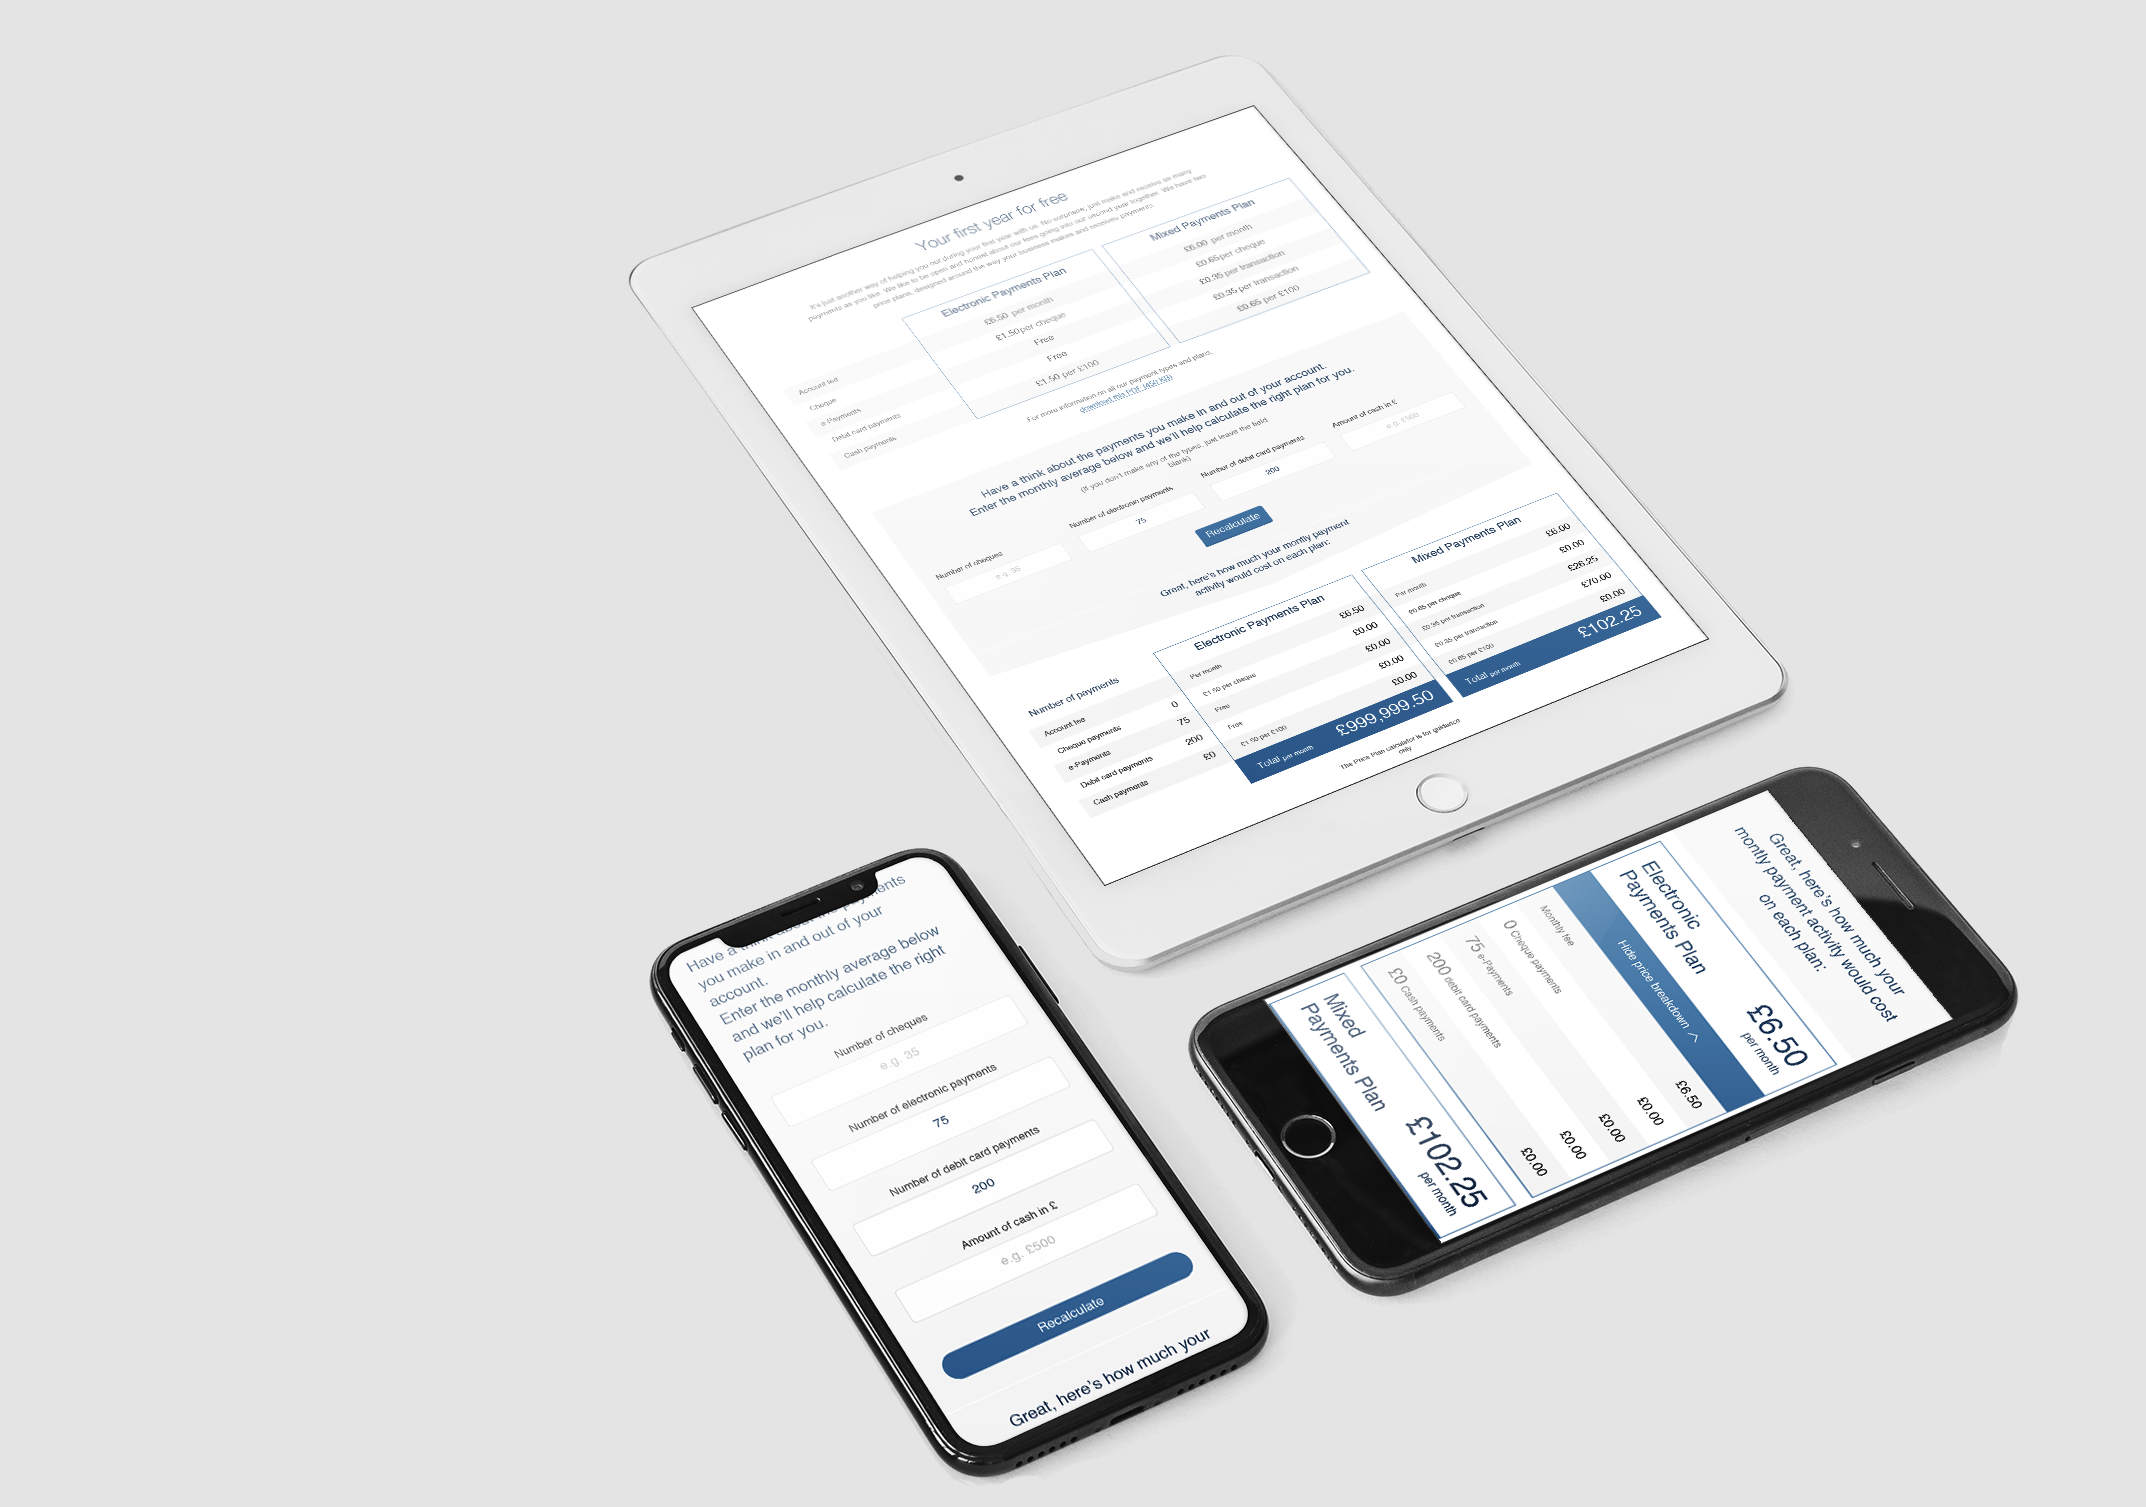 Your first year for free
It's just another way of helping you out during your first year with us. No surprises, just make and receive as many
payments as you like. We like to be open and honest about our fees going into our second year together. We have two
price plans, designed around the way your business makes and receives payments.
Electronic Payments Plan
Mixed Payments Plan
Account fee
£6.50 per month
£6.00 per month
Cheque
£1.50 per cheque
£0.65 per cheque
e-Payments
Free
£0.35 per transaction
Debit card payments
Free
£0.35 per transaction
Cash payments
£1.50 per £100
£0.65 per £100
For more information on all our payment types and plans,
download this PDF (450 KB)
Have a think about the payments you make in and out of your account.
Enter the monthly average below and we'll help calculate the right plan for you.
(If you don't make any of the types, just leave the field
blank)
Number of cheques
e.g. 35
Number of electronic payments
75
Number of debit card payments
200
Amount of cash in £
e.g. £500
Recalculate
Great, here's how much your montly payment
activity would cost on each plan:
Number of payments
Electronic Payments Plan
Mixed Payments Plan
Account fee
Per month £6.50
Per month £6.00
Cheque payments 0
£1.50 per cheque £0.00
£0.65 per cheque £0.00
e-Payments 75
Free £0.00
£0.35 per transaction £26.25
Debit card payments 200
Free £0.00
£0.35 per transaction £70.00
Cash payments £0
£1.50 per £100 £0.00
£0.65 per £100 £0.00
Total per month £999,999.50
Total per month £102.25
The Price Plan calculator is for guidance
only
Have a think about the payments
you make in and out of your
account.
Enter the monthly average below
and we'll help calculate the right
plan for you.
Number of cheques
e.g. 35
Number of electronic payments
75
Number of debit card payments
200
Amount of cash in £
e.g. £500
Recalculate
Great, here's how much your
Great, here's how much your
montly payment activity would cost
on each plan:
Electronic
Payments Plan
£6.50
per month
Hide price breakdown
Monthly fee £6.50
0 Cheque payments £0.00
75 e-Payments £0.00
200 debit card payments £0.00
£0 Cash payments £0.00
Mixed
Payments Plan
£102.25
per month